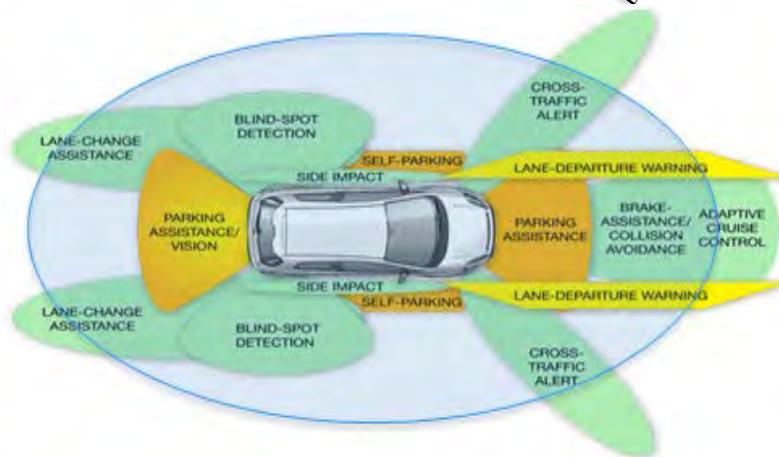 CROSS-
TRAFFIC
ALERT
BLIND-SPOT
DETECTION
LANE-CHANGE
ASSISTANCE
SELF-PARKING
LANE-DEPARTURE WARNING
SIDE IMPACT
PARKING
ASSISTANCE/
VISION
PARKING
ASSISTANCE
BRAKE-
ASSISTANCE/
COLLISION
AVOIDANCE
ADAPTIVE
CRUISE
CONTROL
SIDE IMPACT
SELF-PARKING
LANE-DEPARTURE WARNING
LANE-CHANGE
ASSISTANCE
BLIND-SPOT
DETECTION
CROSS-
TRAFFIC
ALERT